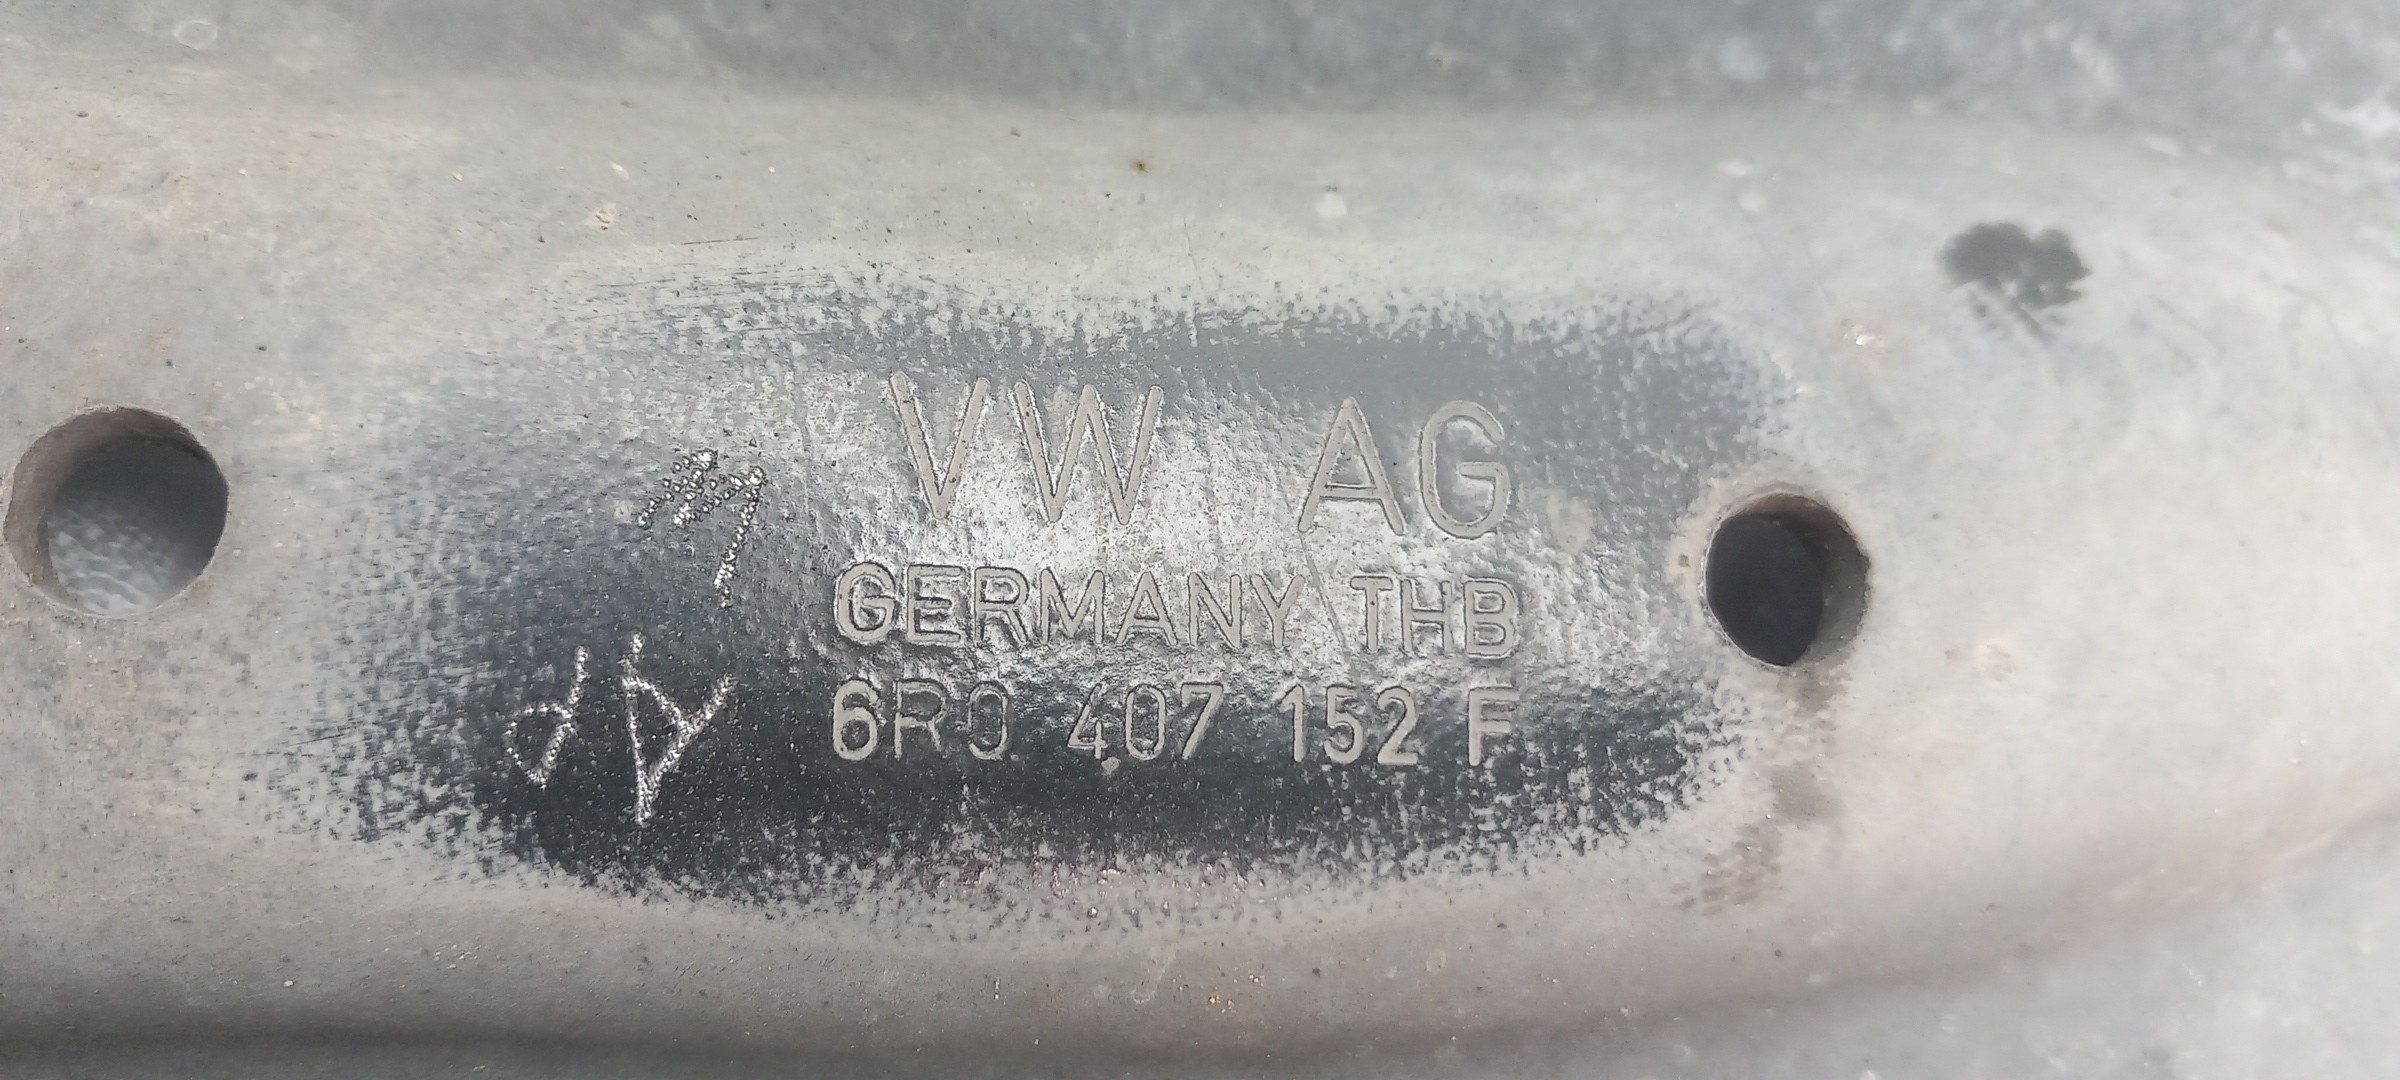 VW AG
GERMANY THB
6R0 407 152 F